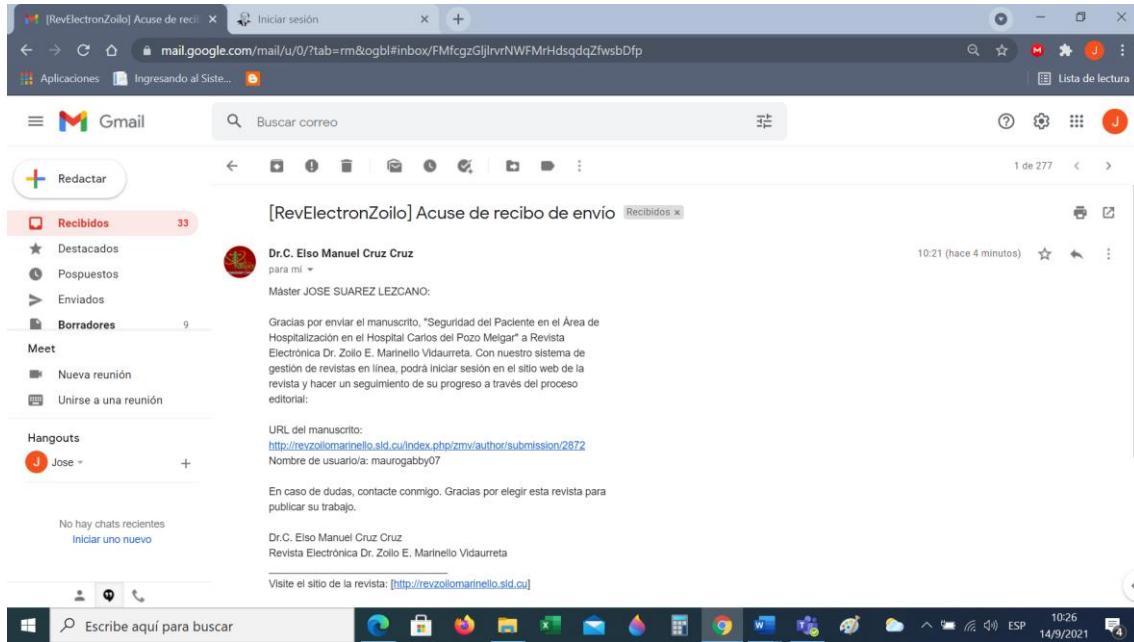 [RevElectronZoilo] Acuse de recib
Iniciar sesión
mail.google.com/mail/u/0/?tab=rm&ogbl#inbox/FMfcgzGljlrvrNWFMrHdsqdqZfwsbDfp
Aplicaciones Ingresando al Siste...
Lista de lectura
Gmail
Buscar correo
Redactar
1 de 277
Recibidos 33
Destacados
Pospuestos
Enviados
Borradores 9
Meet
Nueva reunión
Unirse a una reunión
Hangouts
Jose
No hay chats recientes
Iniciar uno nuevo
[RevElectronZoilo] Acuse de recibo de envío Recibidos x
Dr.C. Elso Manuel Cruz Cruz
10:21 (hace 4 minutos)
para mí
Máster JOSE SUAREZ LEZCANO:
Gracias por enviar el manuscrito, "Seguridad del Paciente en el Área de
Hospitalización en el Hospital Carlos del Pozo Melgar" a Revista
Electrónica Dr. Zoilo E. Marinello Vidaurreta. Con nuestro sistema de
gestión de revistas en línea, podrá iniciar sesión en el sitio web de la
revista y hacer un seguimiento de su progreso a través del proceso
editorial:
URL del manuscrito:
http://revzoilomarinello.sld.cu/index.php/zmv/author/submission/2872
Nombre de usuario/a: maurogabby07
En caso de dudas, contacte conmigo. Gracias por elegir esta revista para
publicar su trabajo.
Dr.C. Elso Manuel Cruz Cruz
Revista Electrónica Dr. Zoilo E. Marinello Vidaurreta
Visite el sitio de la revista: [http://revzoilomarinello.sld.cu]
Escribe aquí para buscar
ESP
10:26
14/9/2021